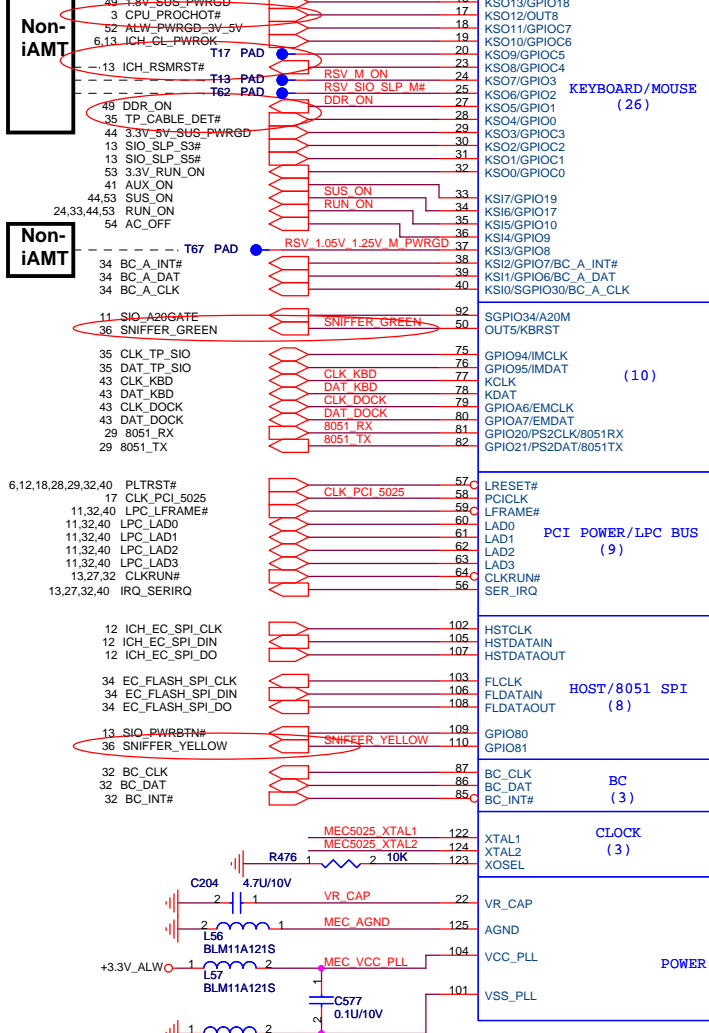 49 1.8V_SUS_PWRGD 16 KSO13/GPIO18
3 CPU_PROCHOT# 17 KSO12/OUT8
Non-iAMT
52 ALW_PWRGD_3V_5V 18 KSO11/GPIOC7
6,13 ICH_CL_PWROK 19 KSO10/GPIOC6
T17 PAD 20 KSO9/GPIOC5
13 ICH_RSMRST# 23 KSO8/GPIOC4
T13 PAD RSV_M_ON 24 KSO7/GPIO3
KEYBOARD/MOUSE
(26)
T62 PAD RSV_SIO_SLP_M# 25 KSO6/GPIO2
49 DDR_ON DDR_ON 27 KSO5/GPIO1
35 TP_CABLE_DET# 28 KSO4/GPIO0
44 3.3V_5V_SUS_PWRGD 29 KSO3/GPIOC3
13 SIO_SLP_S3# 30 KSO2/GPIOC2
13 SIO_SLP_S5# 31 KSO1/GPIOC1
53 3.3V_RUN_ON 32 KSO0/GPIOC0
41 AUX_ON 33 KSI7/GPIO19
44,53 SUS_ON SUS_ON 34 KSI6/GPIO17
24,33,44,53 RUN_ON RUN_ON 35 KSI5/GPIO10
54 AC_OFF 36 KSI4/GPIO9
Non-iAMT
T67 PAD RSV_1.05V_1.25V_M_PWRGD 37 KSI3/GPIO8
34 BC_A_INT# 38 KSI2/GPIO7/BC_A_INT#
34 BC_A_DAT 39 KSI1/GPIO6/BC_A_DAT
34 BC_A_CLK 40 KSI0/SGPIO30/BC_A_CLK
11 SIO_A20GATE 92 SGPIO34/A20M
36 SNIFFER_GREEN SNIFFER_GREEN 50 OUT5/KBRST
35 CLK_TP_SIO 75 GPIO94/IMCLK
35 DAT_TP_SIO 76 GPIO95/IMDAT
(10)
43 CLK_KBD CLK_KBD 77 KCLK
43 DAT_KBD DAT_KBD 78 KDAT
43 CLK_DOCK CLK_DOCK 79 GPIOA6/EMCLK
43 DAT_DOCK DAT_DOCK 80 GPIOA7/EMDAT
29 8051_RX 8051_RX 81 GPIO20/PS2CLK/8051RX
29 8051_TX 8051_TX 82 GPIO21/PS2DAT/8051TX
6,12,18,28,29,32,40 PLTRST# 57 LRESET#
17 CLK_PCI_5025 CLK_PCI_5025 58 PCICLK
11,32,40 LPC_LFRAME# 59 LFRAME#
11,32,40 LPC_LAD0 60 LAD0
PCI POWER/LPC BUS
(9)
11,32,40 LPC_LAD1 61 LAD1
11,32,40 LPC_LAD2 62 LAD2
11,32,40 LPC_LAD3 63 LAD3
13,27,32 CLKRUN# 64 CLKRUN#
13,27,32,40 IRQ_SERIRQ 56 SER_IRQ
12 ICH_EC_SPI_CLK 102 HSTCLK
12 ICH_EC_SPI_DIN 105 HSTDATAIN
12 ICH_EC_SPI_DO 107 HSTDATAOUT
34 EC_FLASH_SPI_CLK 103 FLCLK
34 EC_FLASH_SPI_DIN 106 FLDATAIN
34 EC_FLASH_SPI_DO 108 FLDATAOUT
HOST/8051 SPI
(8)
13 SIO_PWRBTN# 109 GPIO80
36 SNIFFER_YELLOW SNIFFER_YELLOW 110 GPIO81
32 BC_CLK 87 BC_CLK
32 BC_DAT 86 BC_DAT
32 BC_INT# 85 BC_INT#
BC
(3)
MEC5025_XTAL1 122 XTAL1
MEC5025_XTAL2 124 XTAL2
R476 1 2 10K 123 XOSEL
CLOCK
(3)
C204 4.7U/10V
2 1 VR_CAP 22 VR_CAP
2 1 MEC_AGND 125 AGND
L56
BLM11A121S
+3.3V_ALW 1 2 MEC_VCC_PLL 104 VCC_PLL
L57
BLM11A121S
POWER
1 C577
0.1U/10V
2
101 VSS_PLL
1 2